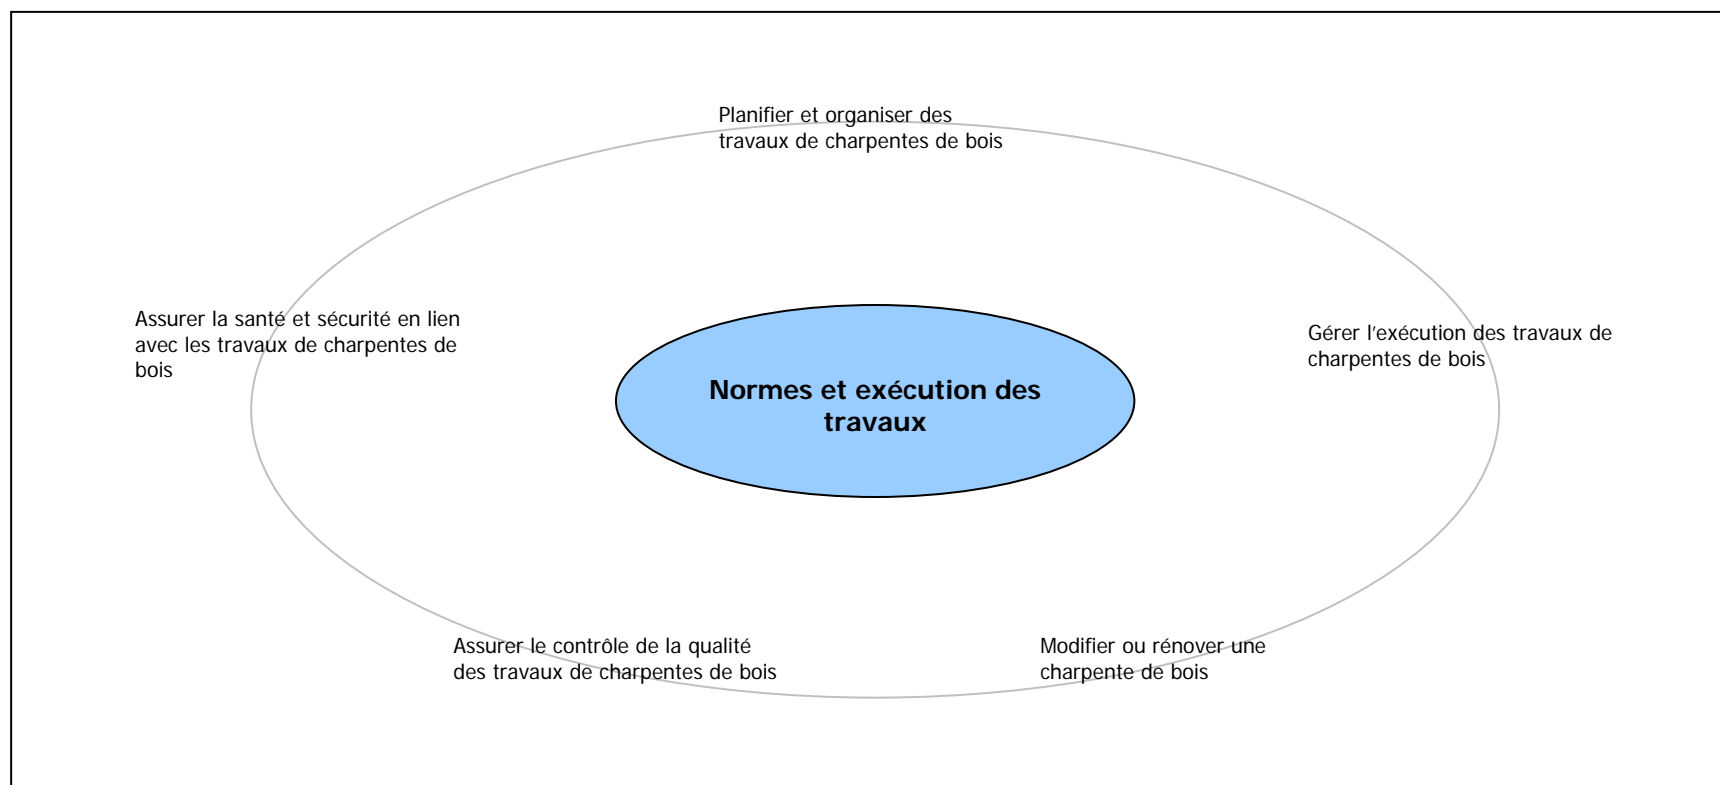 Planifier et organiser des
travaux de charpentes de bois
Assurer la santé et sécurité en lien
avec les travaux de charpentes de
bois
Gérer l'exécution des travaux de
charpentes de bois
Normes et exécution des
travaux
Assurer le contrôle de la qualité
des travaux de charpentes de bois
Modifier ou rénover une
charpente de bois